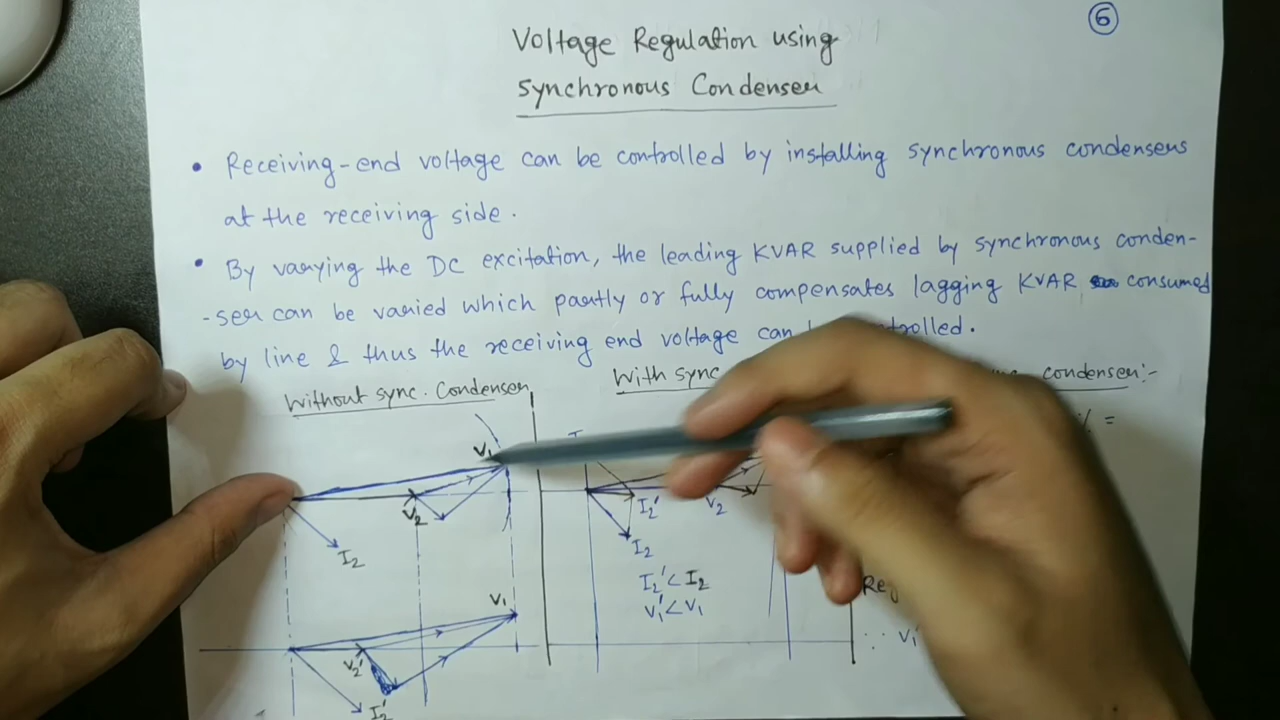 6
Voltage Regulation using
Synchronous Condenser
• Receiving-end voltage can be controlled by installing synchronous condensers
at the receiving side.
• By varying the DC excitation, the leading KVAR supplied by synchronous conden-
-ser can be varied which partly or fully compensates lagging KVAR consumed
by line & thus the receiving end voltage can
Without sync. Condenser
With sync
condenser:-
% =
V₁
V₂
I₂
I₂'
V₂
I₂
I₂' < I₂
V₁' < V₁
Reg
∴ V₁
V₁
V₂'
I₂'